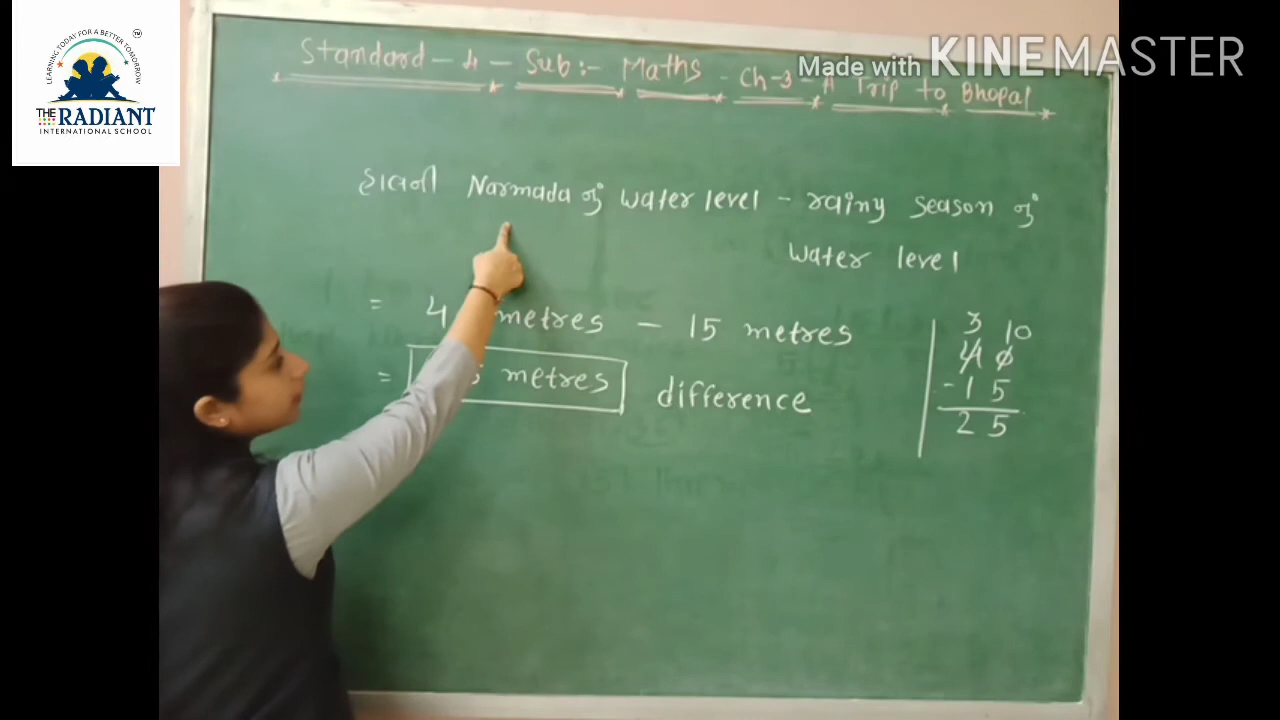 LEARNING TODAY FOR A BETTER TOMORROW
TM
THE RADIANT
INTERNATIONAL SCHOOL
Made with KINEMASTER
Standard - 4 - Sub :- Maths - Ch-3 - A Trip to Bhopal
હાલની Narmada નું water level - rainy season નું
water level
= 4 metres - 15 metres
= metres difference
3 10
4 0
- 1 5
2 5